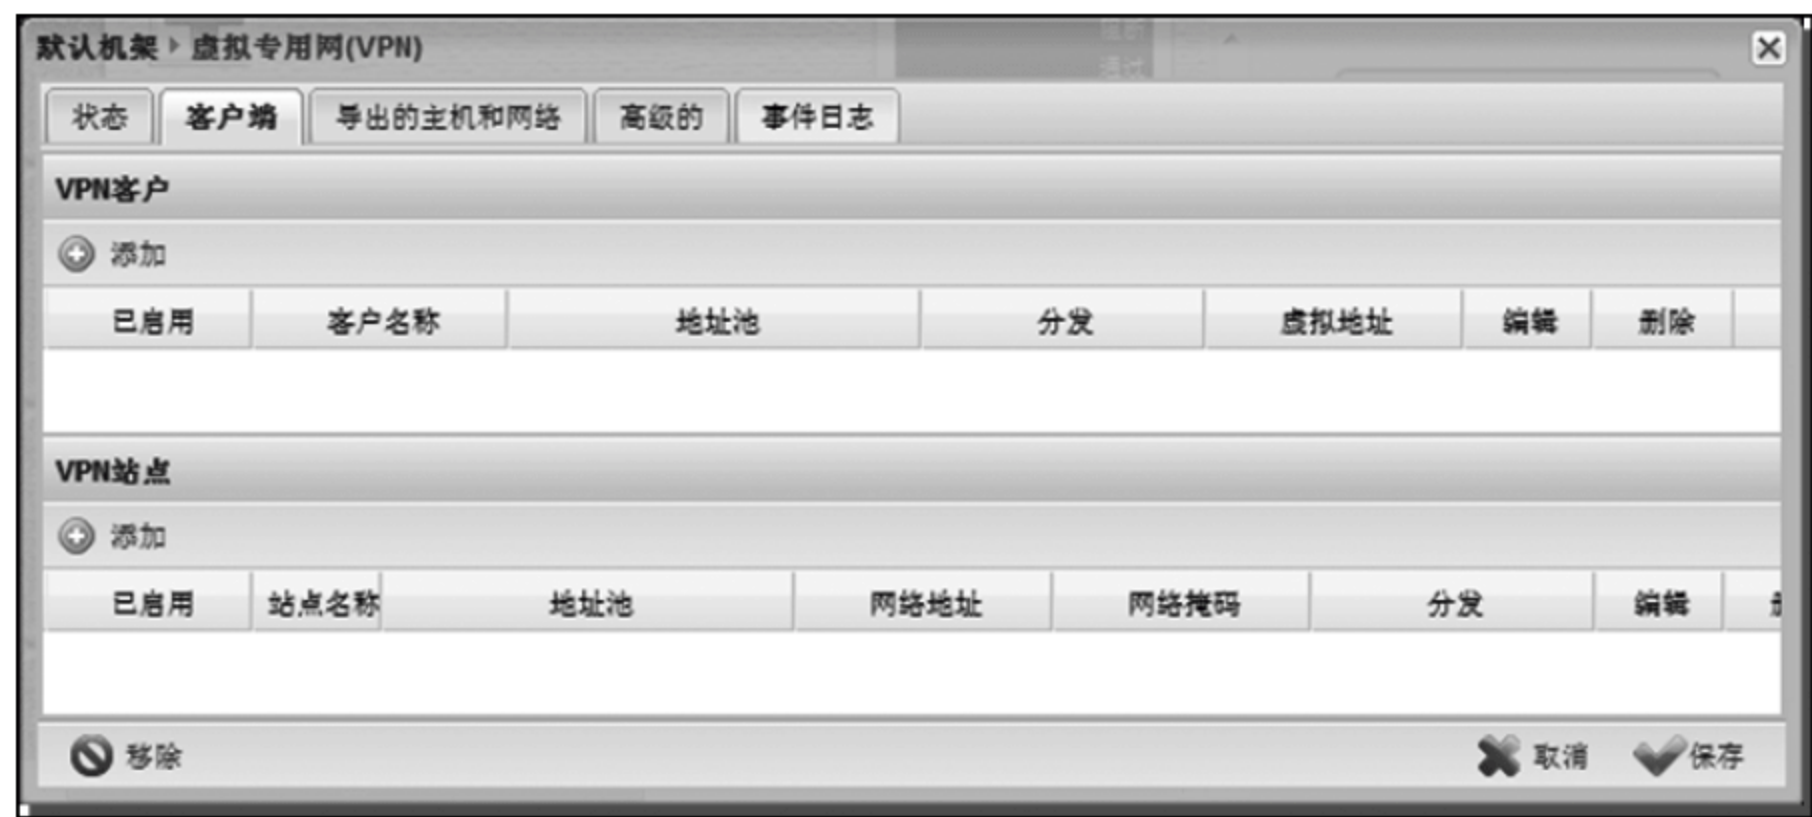 默认机架 虚拟专用网(VPN)
状态 客户端 导出的主机和网络 高级的 事件日志
VPN客户
添加
已启用 客户名称 地址池 分发 虚拟地址 编辑 删除
VPN站点
添加
已启用 站点名称 地址池 网络地址 网络掩码 分发 编辑
移除 取消 保存